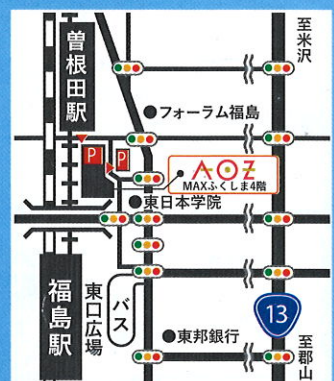 至米沢
曽根田駅
フォーラム福島
P
P
AOZ
MAXふくしま4階
東日本学院
福島駅
東口広場
バス
13
東邦銀行
至郡山